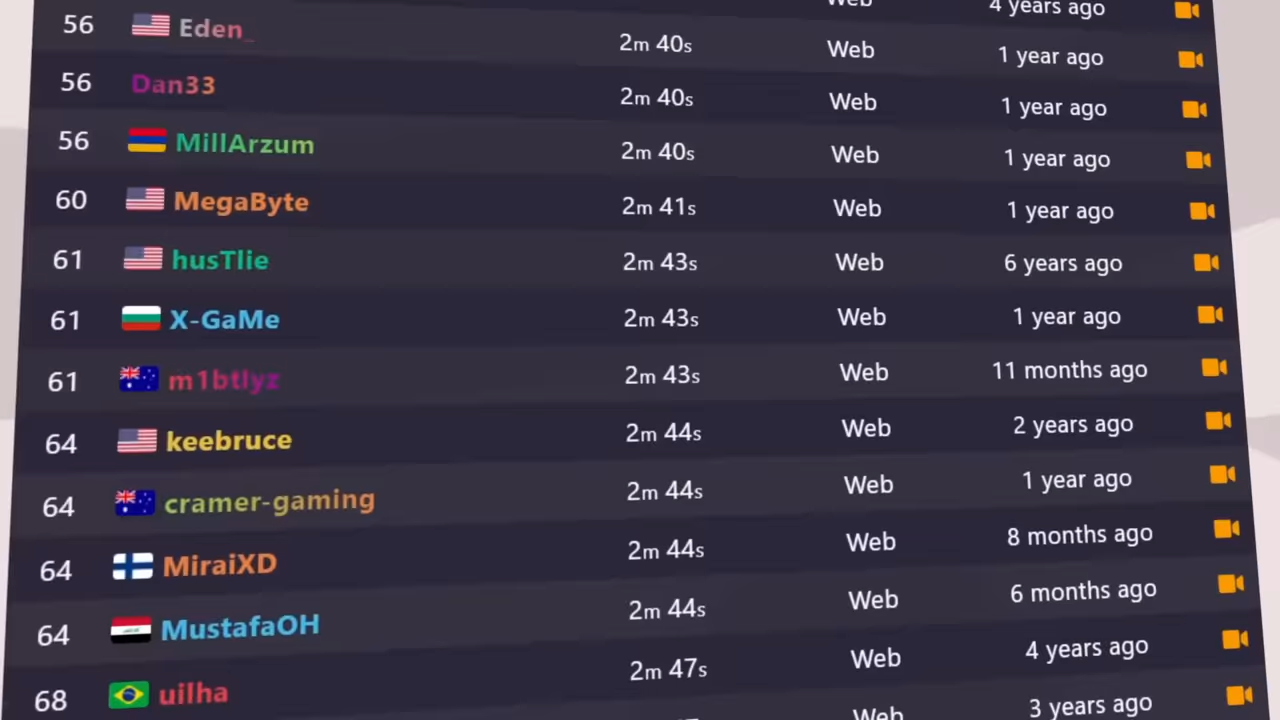 Web 4 years ago
56 Eden_ 2m 40s Web 1 year ago
56 Dan33 2m 40s Web 1 year ago
56 MillArzum 2m 40s Web 1 year ago
60 MegaByte 2m 41s Web 1 year ago
61 husTlie 2m 43s Web 6 years ago
61 X-GaMe 2m 43s Web 1 year ago
61 m1btlyz 2m 43s Web 11 months ago
64 keebruce 2m 44s Web 2 years ago
64 cramer-gaming 2m 44s Web 1 year ago
64 MiraiXD 2m 44s Web 8 months ago
64 MustafaOH 2m 44s Web 6 months ago
68 uilha 2m 47s Web 4 years ago
Web 3 years ago